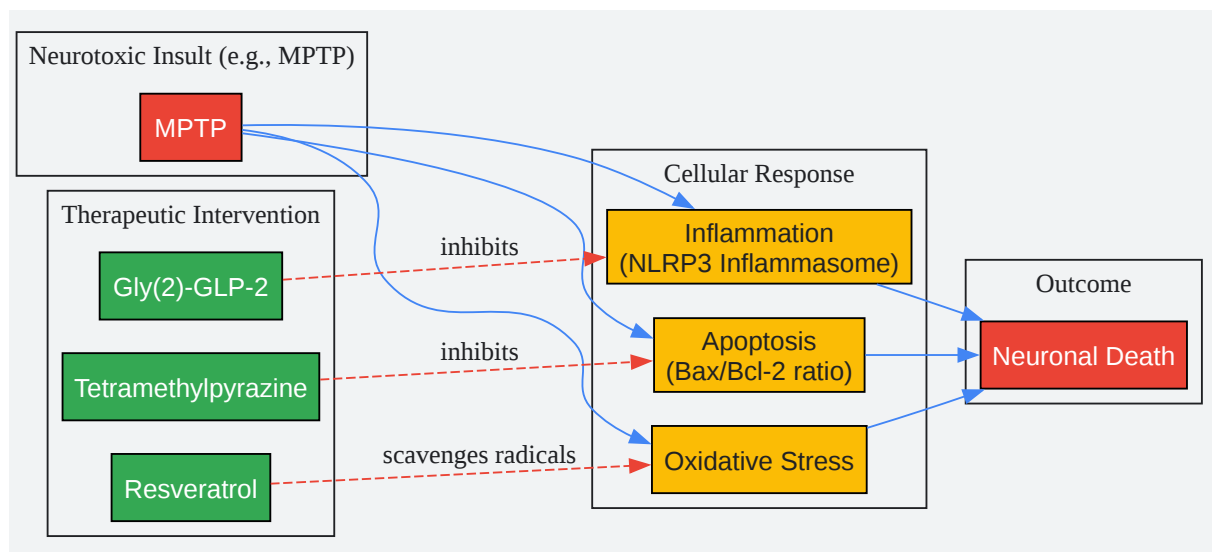 Neurotoxic Insult (e.g., MPTP)
MPTP
Therapeutic Intervention
Gly(2)-GLP-2
Tetramethylpyrazine
Resveratrol
inhibits
inhibits
scavenges radicals
Cellular Response
Inflammation
(NLRP3 Inflammasome)
Apoptosis
(Bax/Bcl-2 ratio)
Oxidative Stress
Outcome
Neuronal Death